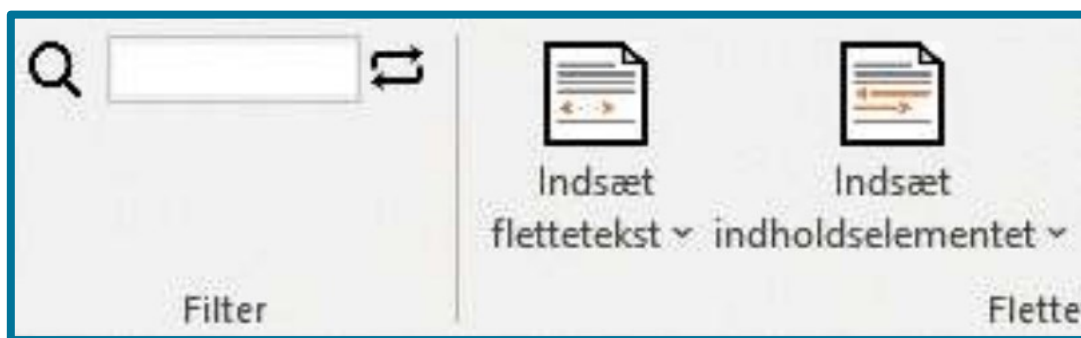 Indsæt
flettetekst
Indsæt
indholdselementet
Filter
Flette